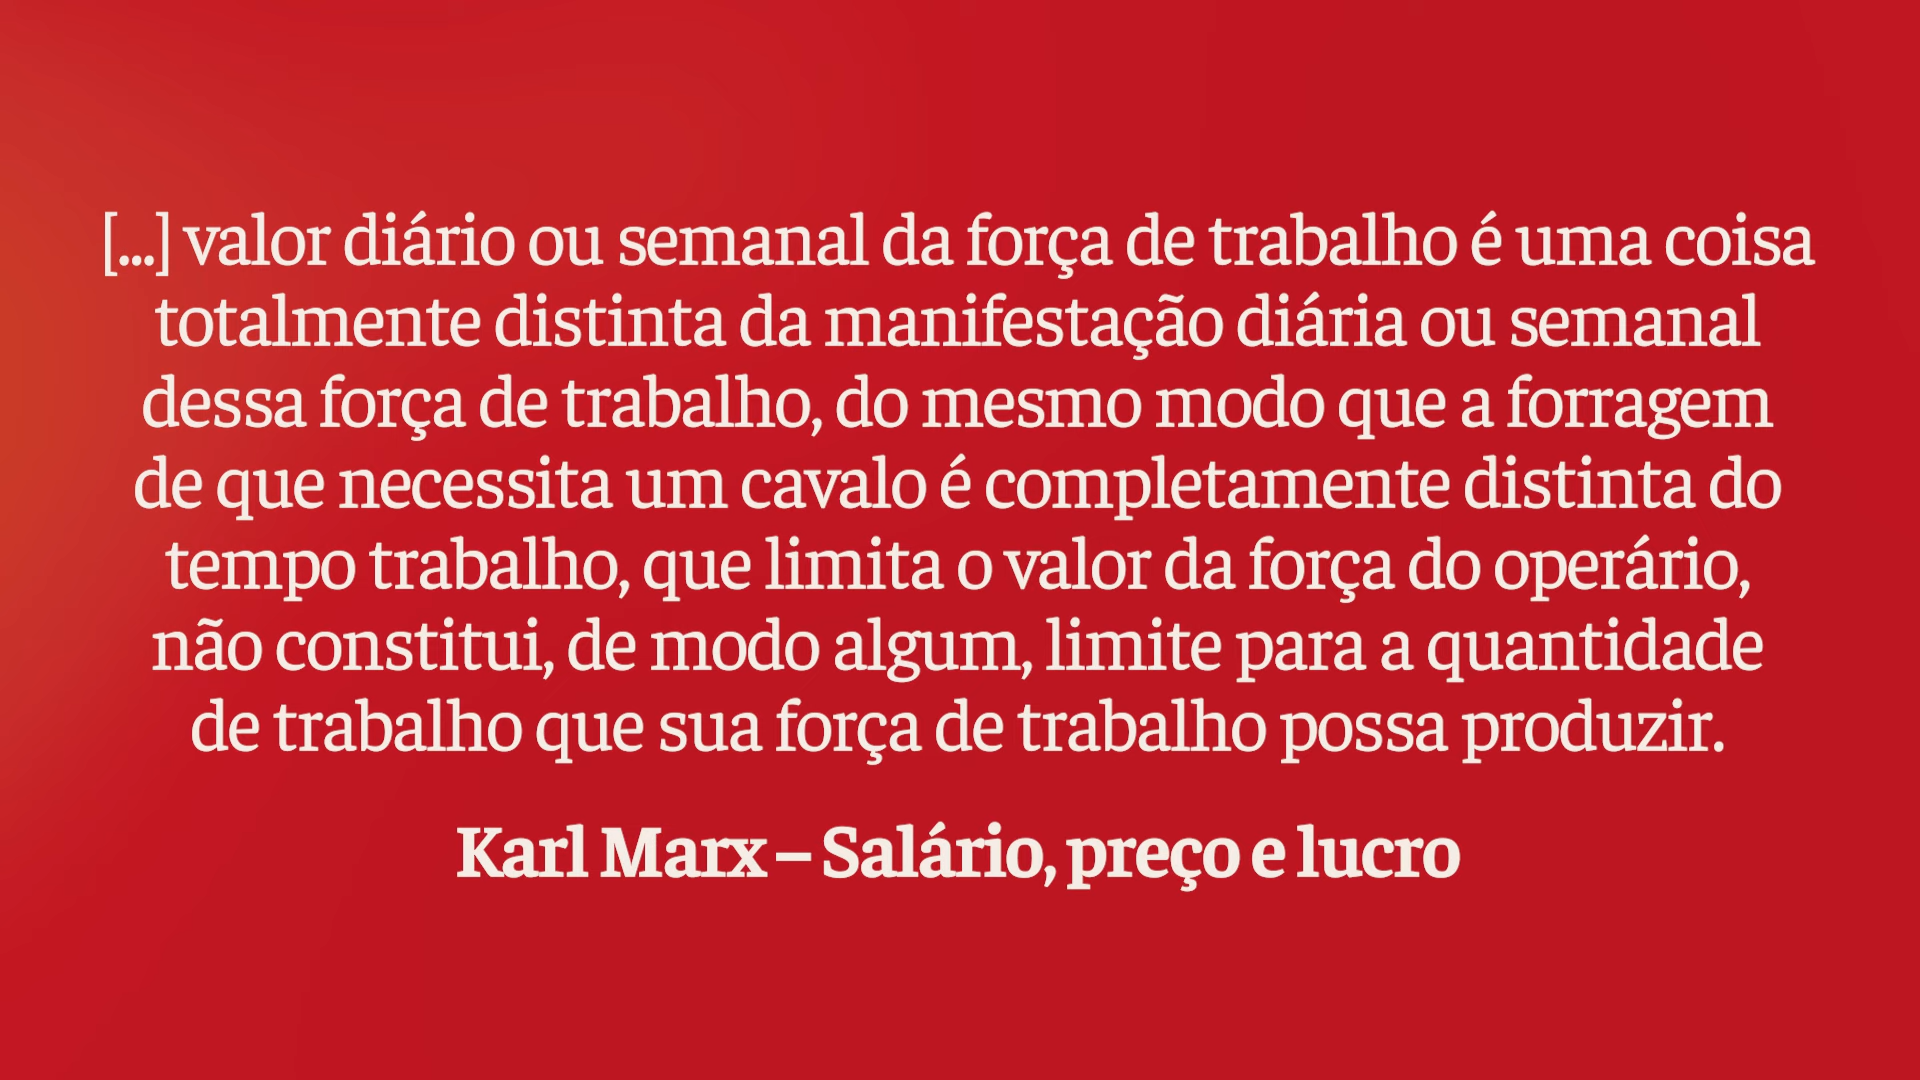 [...] valor diário ou semanal da força de trabalho é uma coisa
totalmente distinta da manifestação diária ou semanal
dessa força de trabalho, do mesmo modo que a forragem
de que necessita um cavalo é completamente distinta do
tempo trabalho, que limita o valor da força do operário,
não constitui, de modo algum, limite para a quantidade
de trabalho que sua força de trabalho possa produzir.
Karl Marx – Salário, preço e lucro